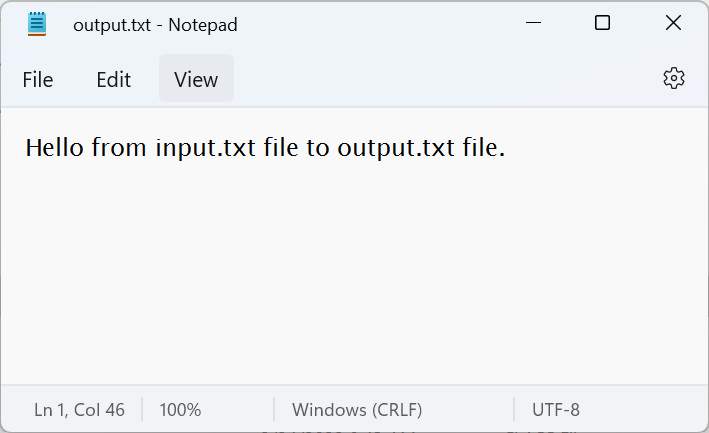 output.txt - Notepad
File Edit View
Hello from input.txt file to output.txt file.
Ln 1, Col 46 100% Windows (CRLF) UTF-8